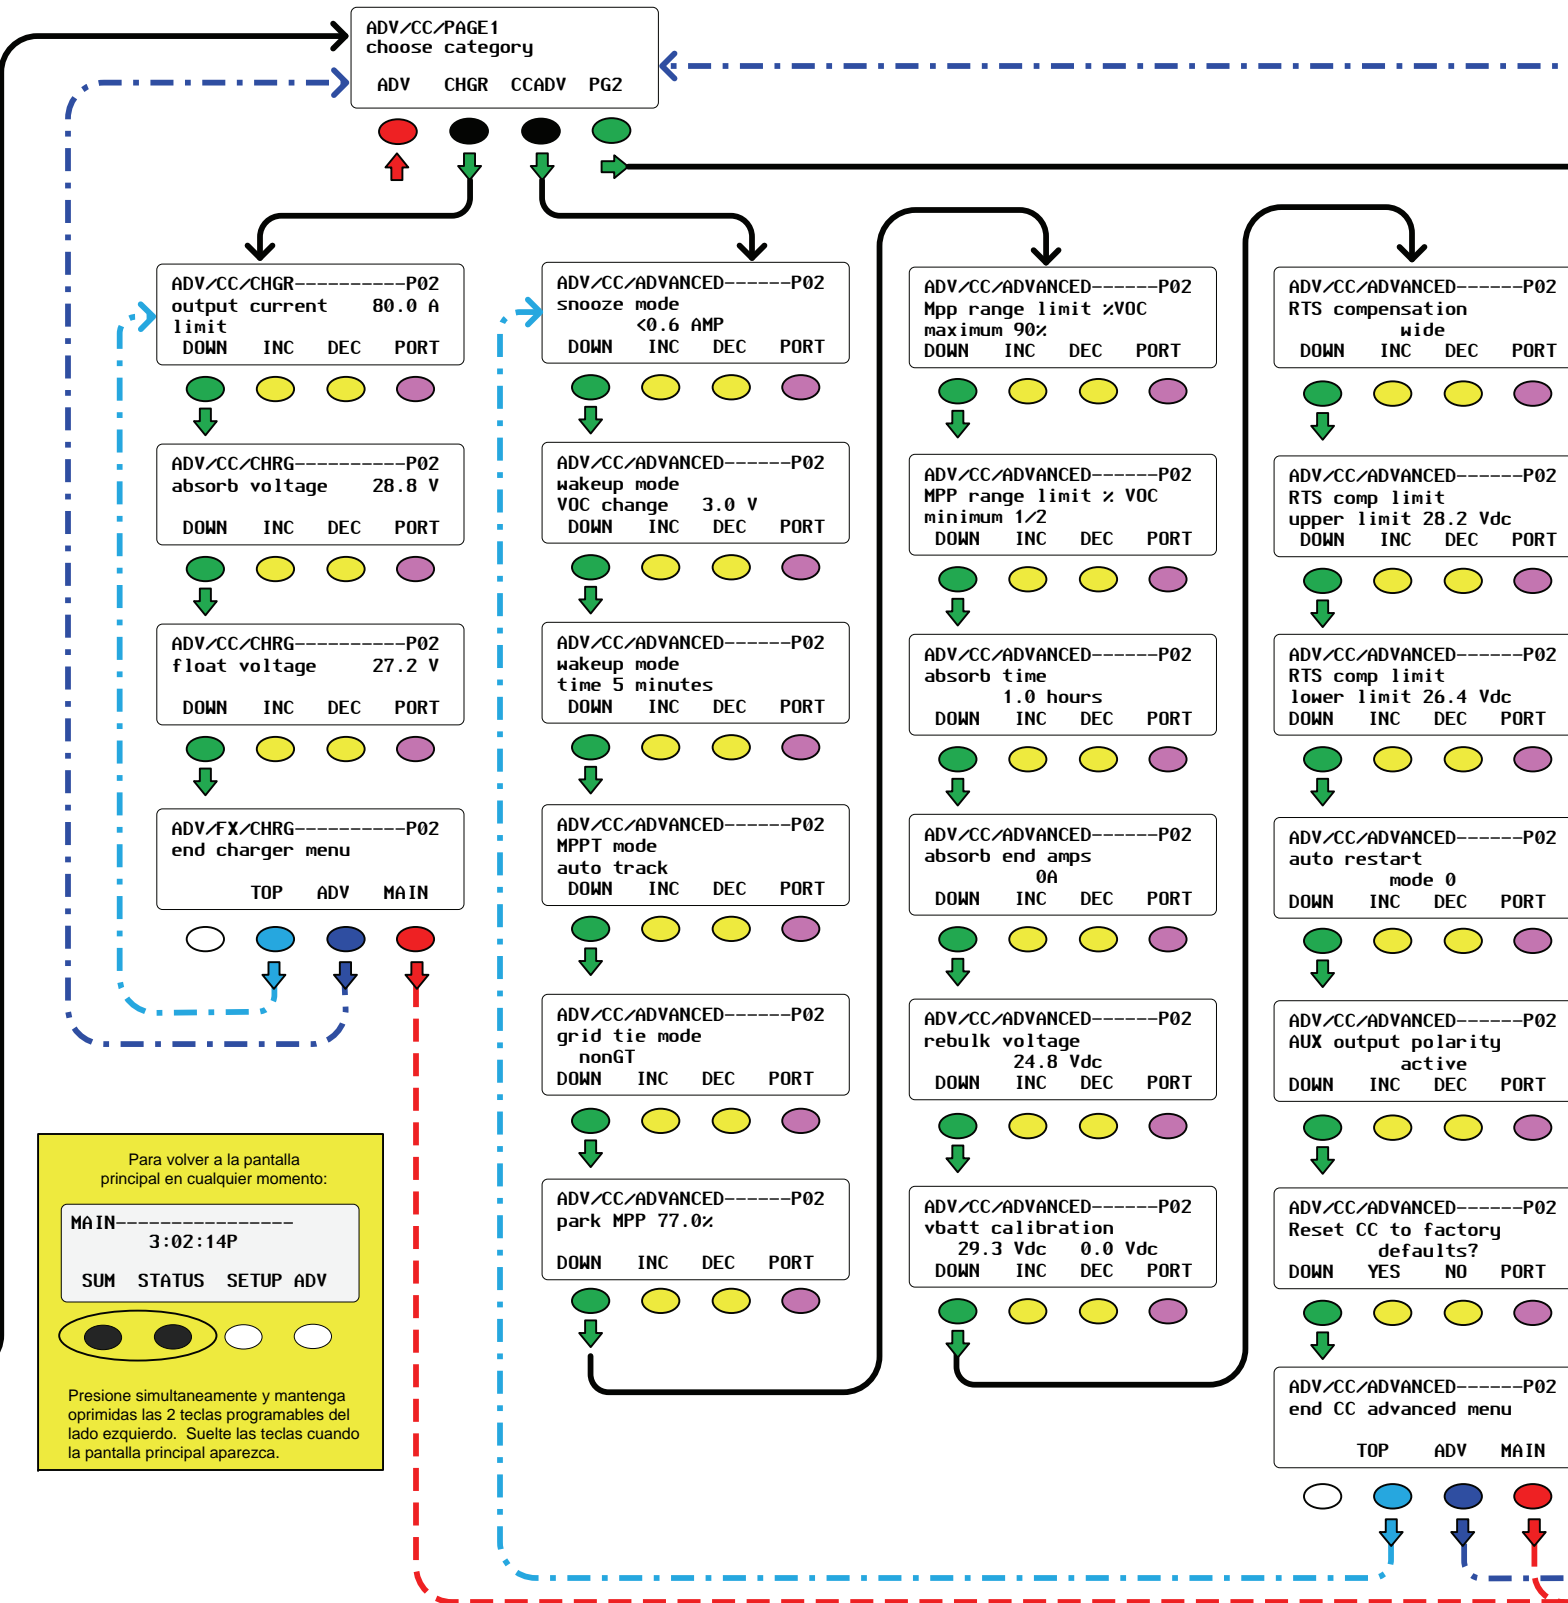 ADV/CC/PAGE1
choose category
ADV CHGR CCADV PG2
ADV/CC/CHGR----------P02
output current 80.0 A
limit
DOWN INC DEC PORT
ADV/CC/CHRG----------P02
absorb voltage 28.8 V
DOWN INC DEC PORT
ADV/CC/CHRG----------P02
float voltage 27.2 V
DOWN INC DEC PORT
ADV/FX/CHRG----------P02
end charger menu
TOP ADV MAIN
Para volver a la pantalla
principal en cualquier momento:
MAIN----------------
3:02:14P
SUM STATUS SETUP ADV
Presione simultaneamente y mantenga
oprimidas las 2 teclas programables del
lado ezquierdo. Suelte las teclas cuando
la pantalla principal aparezca.
ADV/CC/ADVANCED------P02
snooze mode
<0.6 AMP
DOWN INC DEC PORT
ADV/CC/ADVANCED------P02
wakeup mode
VOC change 3.0 V
DOWN INC DEC PORT
ADV/CC/ADVANCED------P02
wakeup mode
time 5 minutes
DOWN INC DEC PORT
ADV/CC/ADVANCED------P02
MPPT mode
auto track
DOWN INC DEC PORT
ADV/CC/ADVANCED------P02
grid tie mode
nonGT
DOWN INC DEC PORT
ADV/CC/ADVANCED------P02
park MPP 77.0%
DOWN INC DEC PORT
ADV/CC/ADVANCED------P02
Mpp range limit %VOC
maximum 90%
DOWN INC DEC PORT
ADV/CC/ADVANCED------P02
MPP range limit % VOC
minimum 1/2
DOWN INC DEC PORT
ADV/CC/ADVANCED------P02
absorb time
1.0 hours
DOWN INC DEC PORT
ADV/CC/ADVANCED------P02
absorb end amps
0A
DOWN INC DEC PORT
ADV/CC/ADVANCED------P02
rebulk voltage
24.8 Vdc
DOWN INC DEC PORT
ADV/CC/ADVANCED------P02
vbatt calibration
29.3 Vdc 0.0 Vdc
DOWN INC DEC PORT
ADV/CC/ADVANCED------P02
RTS compensation
wide
DOWN INC DEC PORT
ADV/CC/ADVANCED------P02
RTS comp limit
upper limit 28.2 Vdc
DOWN INC DEC PORT
ADV/CC/ADVANCED------P02
RTS comp limit
lower limit 26.4 Vdc
DOWN INC DEC PORT
ADV/CC/ADVANCED------P02
auto restart
mode 0
DOWN INC DEC PORT
ADV/CC/ADVANCED------P02
AUX output polarity
active
DOWN INC DEC PORT
ADV/CC/ADVANCED------P02
Reset CC to factory
defaults?
DOWN YES NO PORT
ADV/CC/ADVANCED------P02
end CC advanced menu
TOP ADV MAIN